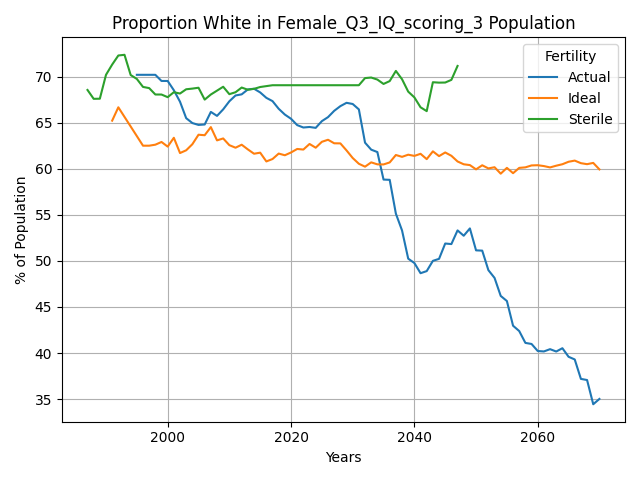 Proportion White in Female_Q3_IQ_scoring_3 Population
Fertility
Actual
Ideal
Sterile
% of Population
70
65
60
55
50
45
40
35
2000
2020
2040
2060
Years